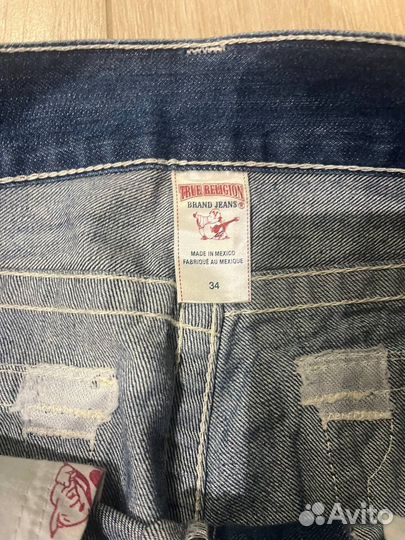 TRUE RELIGION
BRAND JEANS
MADE IN MEXICO
FABRIQUÉ AU MEXIQUE
34
Avito